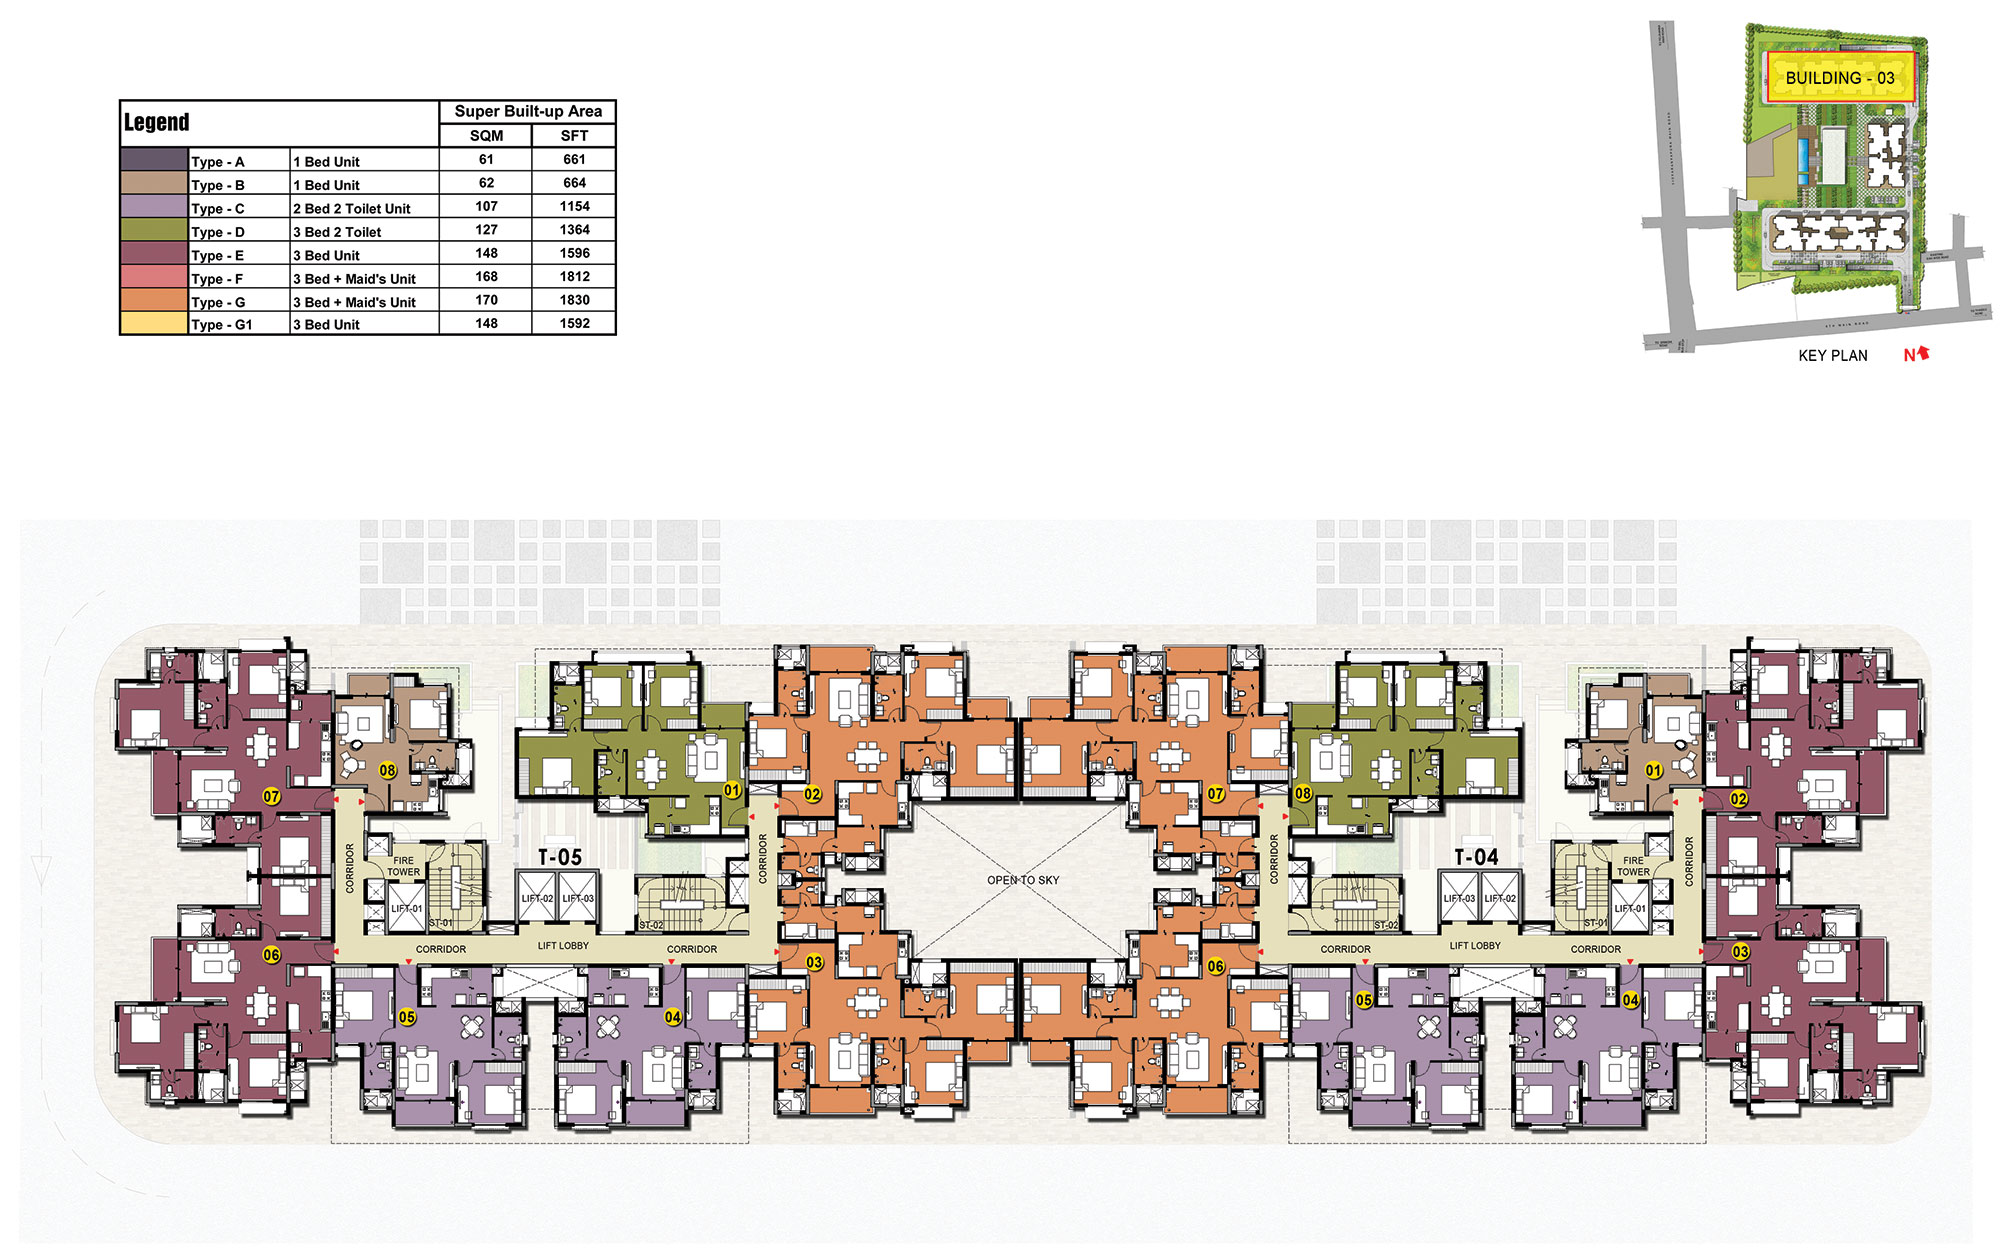 Legend
Super Built-up Area
SQM SFT
Type - A 1 Bed Unit 61 661
Type - B 1 Bed Unit 62 664
Type - C 2 Bed 2 Toilet Unit 107 1154
Type - D 3 Bed 2 Toilet 127 1364
Type - E 3 Bed Unit 148 1596
Type - F 3 Bed + Maid's Unit 168 1812
Type - G 3 Bed + Maid's Unit 170 1830
Type - G1 3 Bed Unit 148 1592
BUILDING - 03
6TH MAIN ROAD
KEY PLAN N
07
08
01
02
07
08
01
02
T-05
T-04
CORRIDOR
FIRE
TOWER
LIFT-01
ST-01
LIFT-02
LIFT-03
ST-02
CORRIDOR
OPEN TO SKY
CORRIDOR
ST-02
LIFT-03
LIFT-02
ST-01
FIRE
TOWER
LIFT-01
CORRIDOR
CORRIDOR
LIFT LOBBY
CORRIDOR
CORRIDOR
LIFT LOBBY
CORRIDOR
06
05
04
03
06
05
04
03